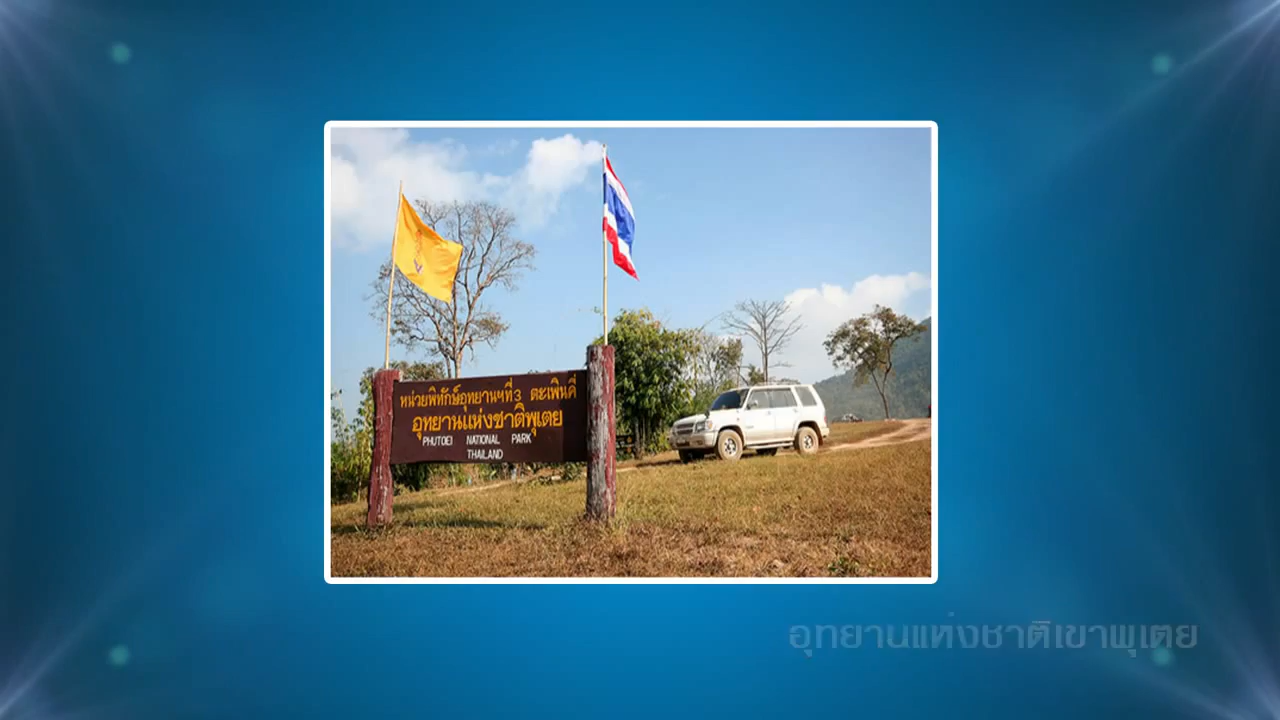 หน่วยพิทักษ์อุทยานฯที่3 ตะเพินคี่
อุทยานแห่งชาติพุเตย
PHUTOEI NATIONAL PARK
THAILAND
อุทยานแห่งชาติเขาพุเตย